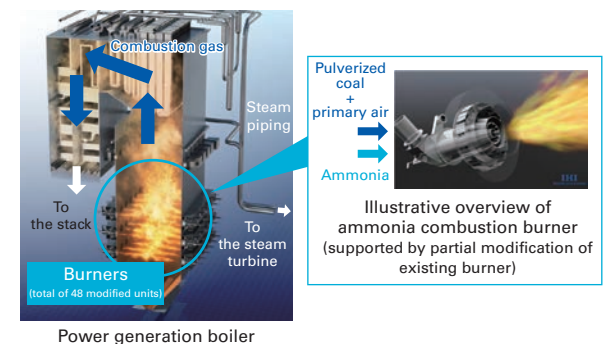 Combustion gas
Steam
piping
To
the stack
To
the steam
turbine
Burners
(total of 48 modified units)
Power generation boiler
Pulverized
coal
+
primary air
Ammonia
IHI
Illustrative overview of
ammonia combustion burner
(supported by partial modification of
existing burner)